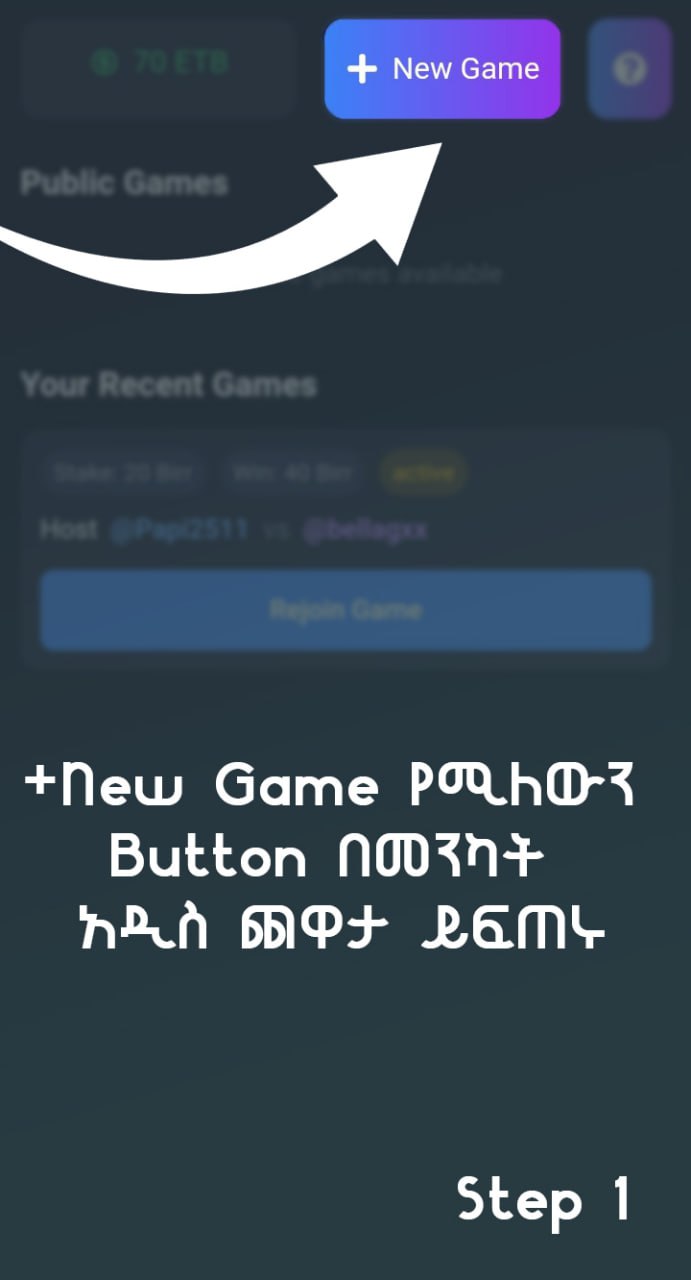 70 ETB
New Game
Public Games
games available
Your Recent Games
Stake: 20 Birr
Win: 40 Birr
active
Host @Papi2511 vs @bellagxx
Rejoin Game
+New Game የሚለውን
Button በመንካት
አዲስ ጨዋታ ይፍጠሩ
Step 1